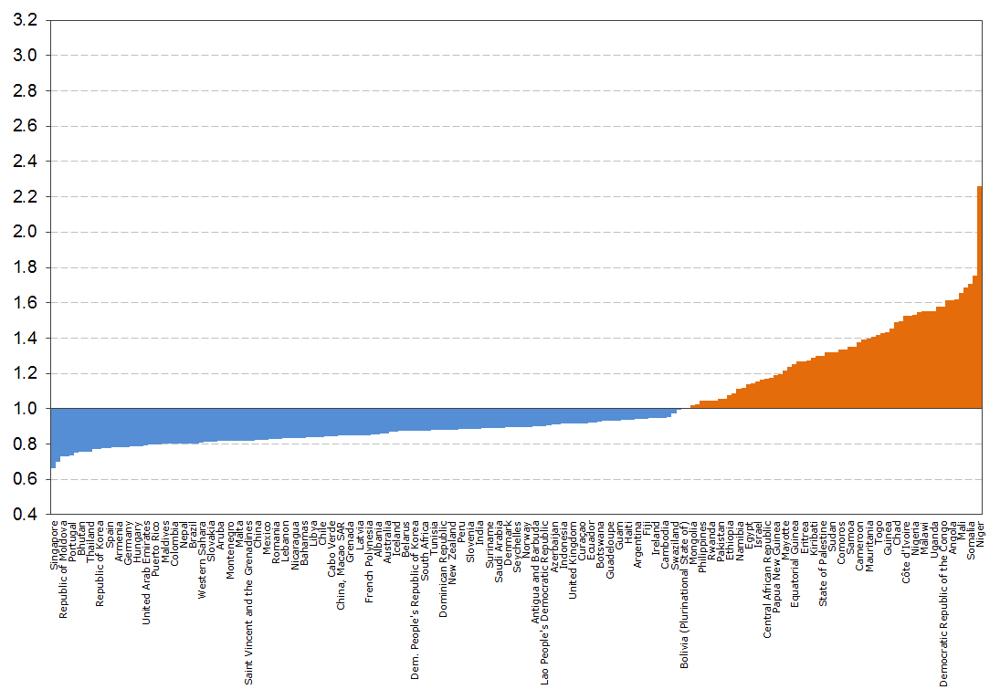 3.2
3.0
2.8
2.6
2.4
2.2
2.0
1.8
1.6
1.4
1.2
1.0
0.8
0.6
0.4
Singapore
Republic of Moldova
Portugal
Bhutan
Thailand
Republic of Korea
Spain
Armenia
Germany
Hungary
United Arab Emirates
Puerto Rico
Maldives
Colombia
Nepal
Brazil
Western Sahara
Slovakia
Aruba
Montenegro
Malta
Saint Vincent and the Grenadines
China
Mexico
Romania
Lebanon
Nicaragua
Bahamas
Libya
Chile
Cabo Verde
China, Macao SAR
Grenada
Latvia
French Polynesia
Albania
Australia
Iceland
Belarus
Dem. People's Republic of Korea
South Africa
Tunisia
Dominican Republic
New Zealand
Peru
Slovenia
India
Suriname
Saudi Arabia
Denmark
Seychelles
Norway
Antigua and Barbuda
Lao People's Democratic Republic
Azerbaijan
Indonesia
United Kingdom
Curaçao
Ecuador
Botswana
Guadeloupe
Guam
Haiti
Argentina
Fiji
Ireland
Cambodia
Swaziland
Bolivia (Plurinational State of)
Mongolia
Philippines
Rwanda
Pakistan
Ethiopia
Namibia
Egypt
Israel
Central African Republic
Papua New Guinea
Mayotte
Equatorial Guinea
Eritrea
Kiribati
State of Palestine
Sudan
Comoros
Samoa
Cameroon
Mauritania
Togo
Guinea
Chad
Côte d'Ivoire
Nigeria
Malawi
Uganda
Democratic Republic of the Congo
Angola
Mali
Somalia
Niger